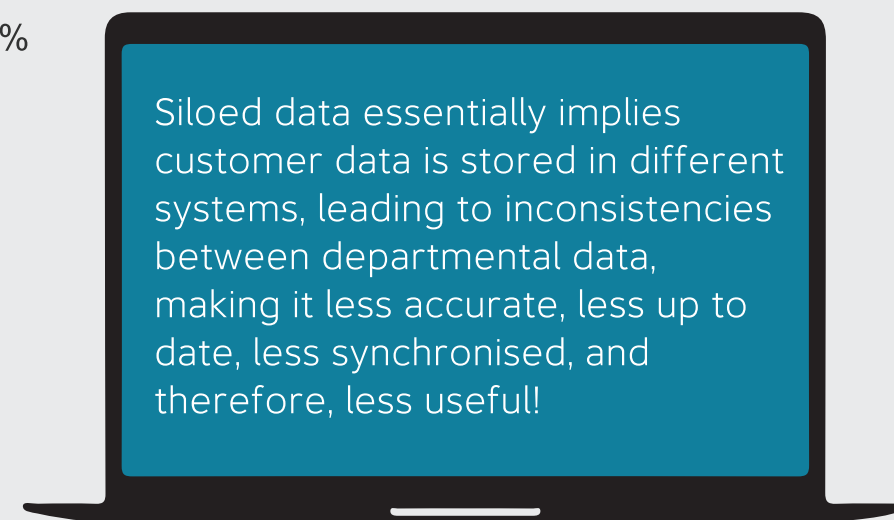 %
Siloed data essentially implies
customer data is stored in different
systems, leading to inconsistencies
between departmental data,
making it less accurate, less up to
date, less synchronised, and
therefore, less useful!